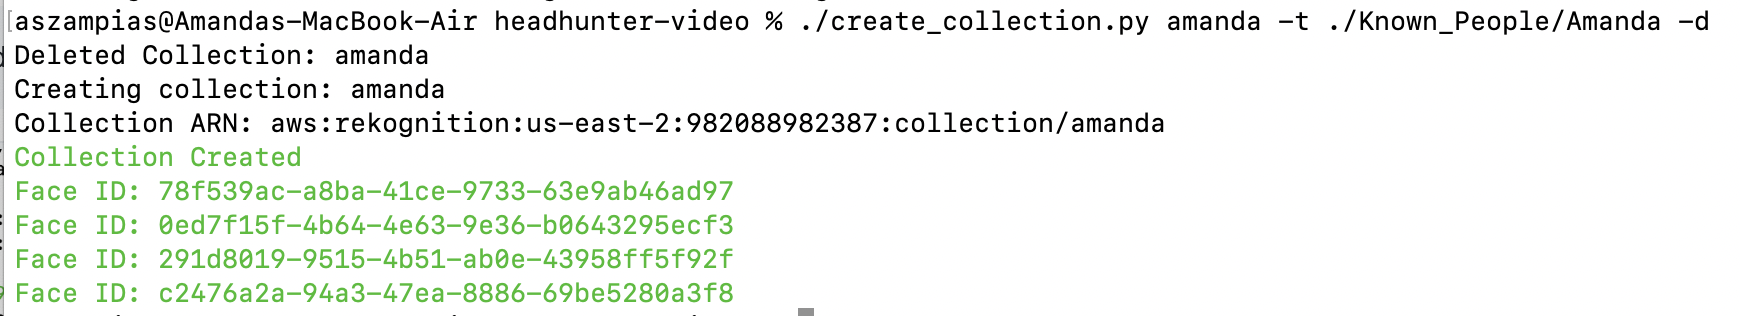 [aszampias@Amandas-MacBook-Air headhunter-video % ./create_collection.py amanda -t ./Known_People/Amanda -d
Deleted Collection: amanda
Creating collection: amanda
Collection ARN: aws:rekognition:us-east-2:982088982387:collection/amanda
Collection Created
Face ID: 78f539ac-a8ba-41ce-9733-63e9ab46ad97
Face ID: 0ed7f15f-4b64-4e63-9e36-b0643295ecf3
Face ID: 291d8019-9515-4b51-ab0e-43958ff5f92f
Face ID: c2476a2a-94a3-47ea-8886-69be5280a3f8